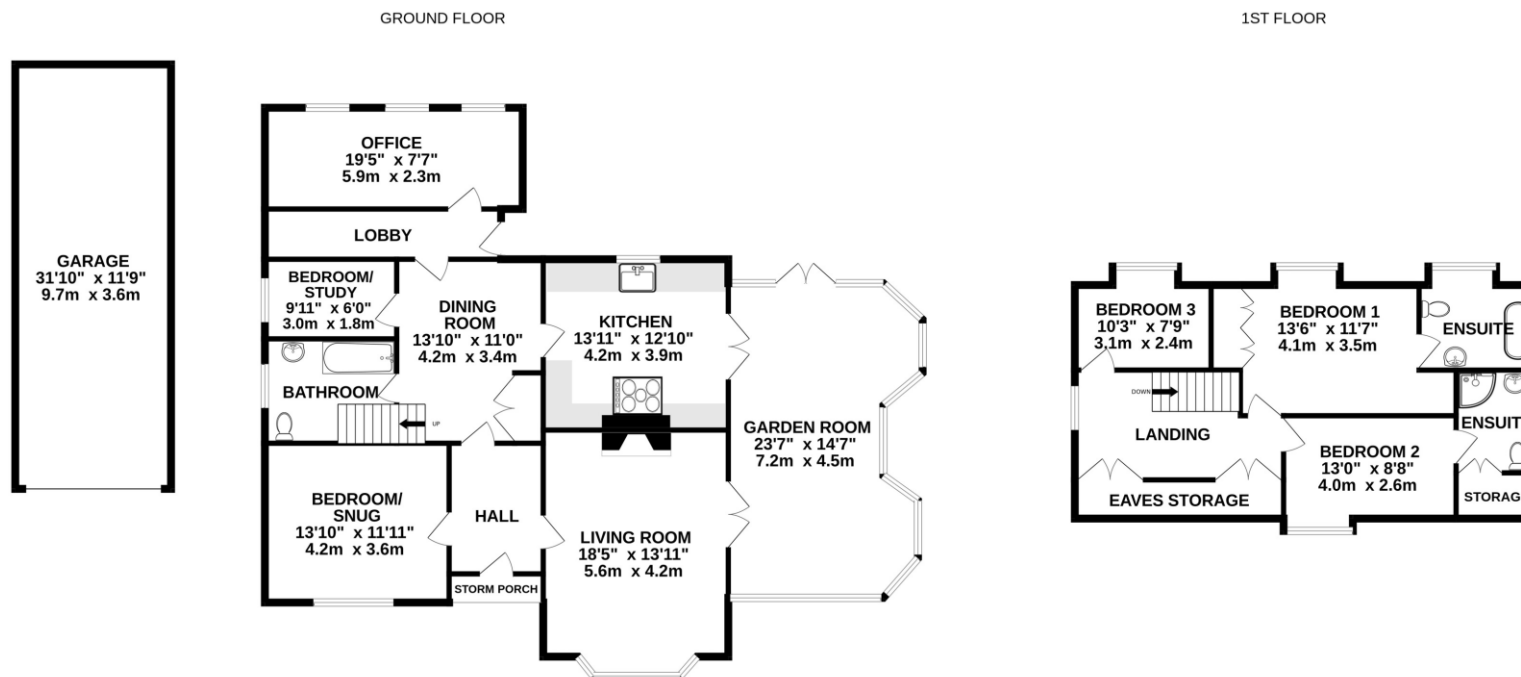 GROUND FLOOR
1ST FLOOR
GARAGE
31'10" x 11'9"
9.7m x 3.6m
OFFICE
19'5" x 7'7"
5.9m x 2.3m
LOBBY
BEDROOM/
STUDY
9'11" x 6'0"
3.0m x 1.8m
DINING
ROOM
13'10" x 11'0"
4.2m x 3.4m
KITCHEN
13'11" x 12'10"
4.2m x 3.9m
BATHROOM
UP
GARDEN ROOM
23'7" x 14'7"
7.2m x 4.5m
BEDROOM/
SNUG
13'10" x 11'11"
4.2m x 3.6m
HALL
LIVING ROOM
18'5" x 13'11"
5.6m x 4.2m
STORM PORCH
BEDROOM 3
10'3" x 7'9"
3.1m x 2.4m
BEDROOM 1
13'6" x 11'7"
4.1m x 3.5m
ENSUITE
DOWN
LANDING
ENSUIT
BEDROOM 2
13'0" x 8'8"
4.0m x 2.6m
EAVES STORAGE
STORAG